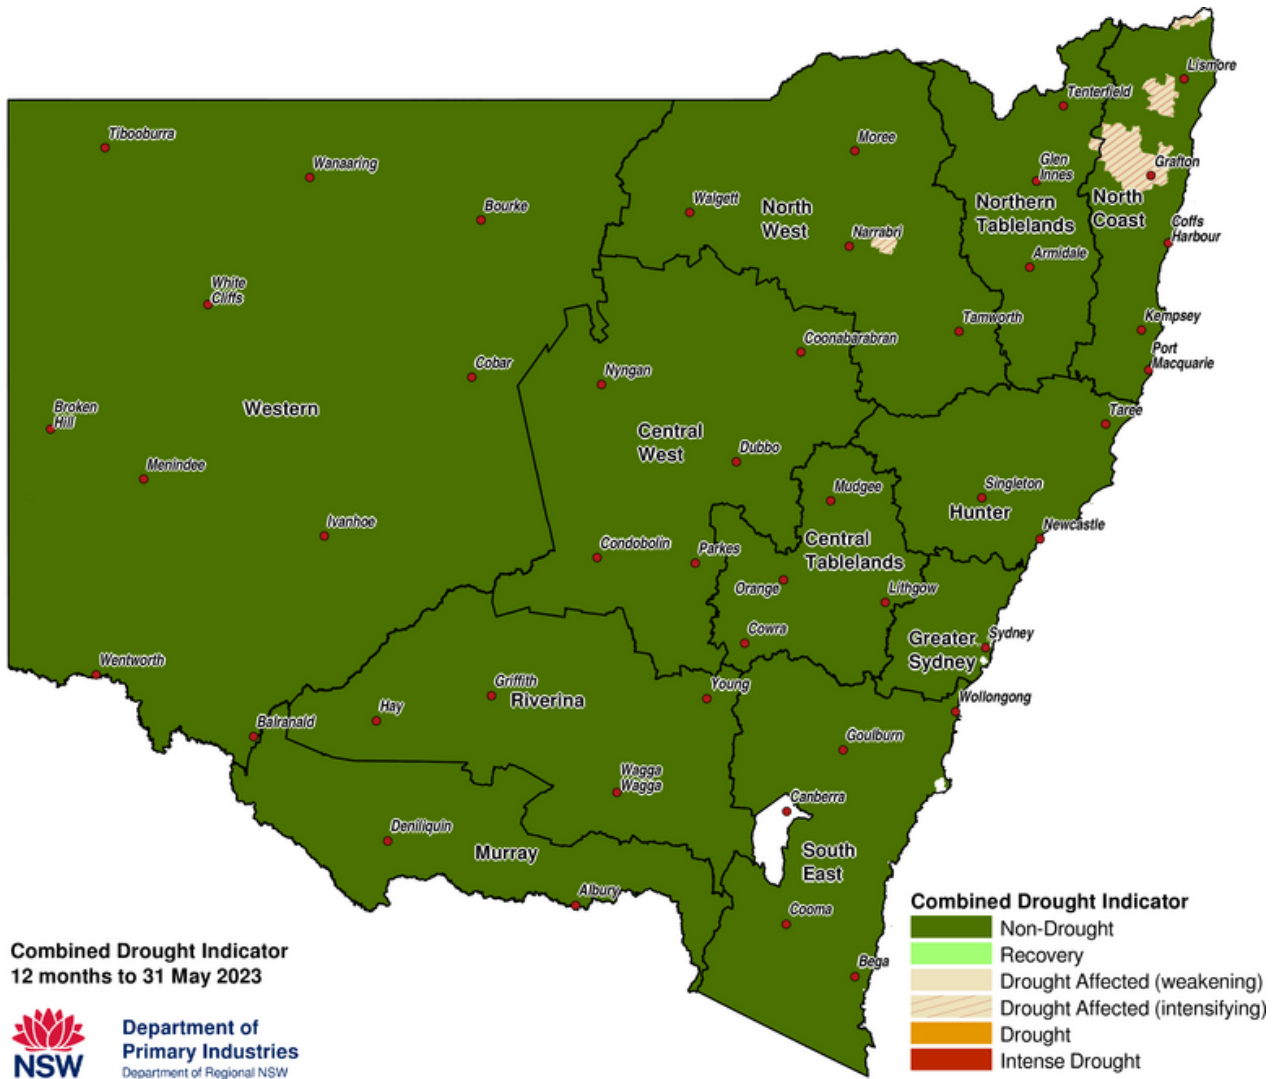 Lismore
Tenterfield
Tibooburra
Moree
Wanaaring
Glen
Innes
Grafton
Walgett
North
West
Northern
Tablelands
North
Coast
Bourke
Narrabri
Coffs
Harbour
Armidale
White
Cliffs
Tamworth
Kempsey
Coonabarabran
Port
Macquarie
Cobar
Nyngan
Broken
Hill
Western
Taree
Central
West
Dubbo
Menindee
Mudgee
Singleton
Hunter
Ivanhoe
Newcastle
Condobolin
Parkes
Central
Tablelands
Orange
Lithgow
Cowra
Greater
Sydney
Sydney
Wentworth
Griffith
Riverina
Young
Wollongong
Hay
Balranald
Goulburn
Wagga
Wagga
Canberra
Deniliquin
Murray
South
East
Albury
Cooma
Bega
Combined Drought Indicator
Non-Drought
Recovery
Drought Affected (weakening)
Drought Affected (intensifying)
Drought
Intense Drought
Combined Drought Indicator
12 months to 31 May 2023
NSW
Department of
Primary Industries
Department of Regional NSW